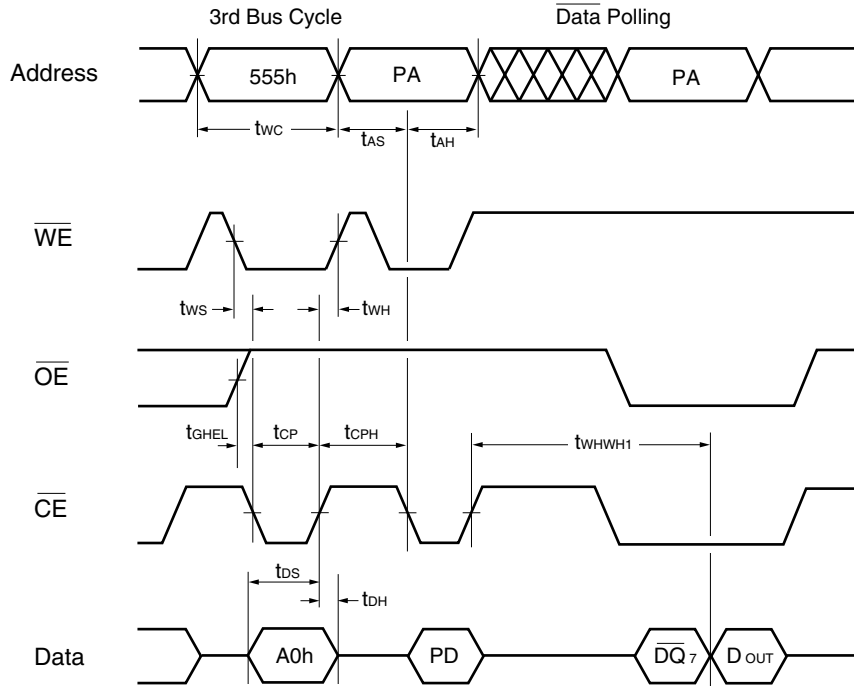 3rd Bus Cycle
Data Polling
Address
555h
PA
PA
tWC
tAS
tAH
WE
tWS
tWH
OE
tGHEL
tCP
tCPH
tWHWH1
CE
tDS
tDH
Data
A0h
PD
DQ7
DOUT